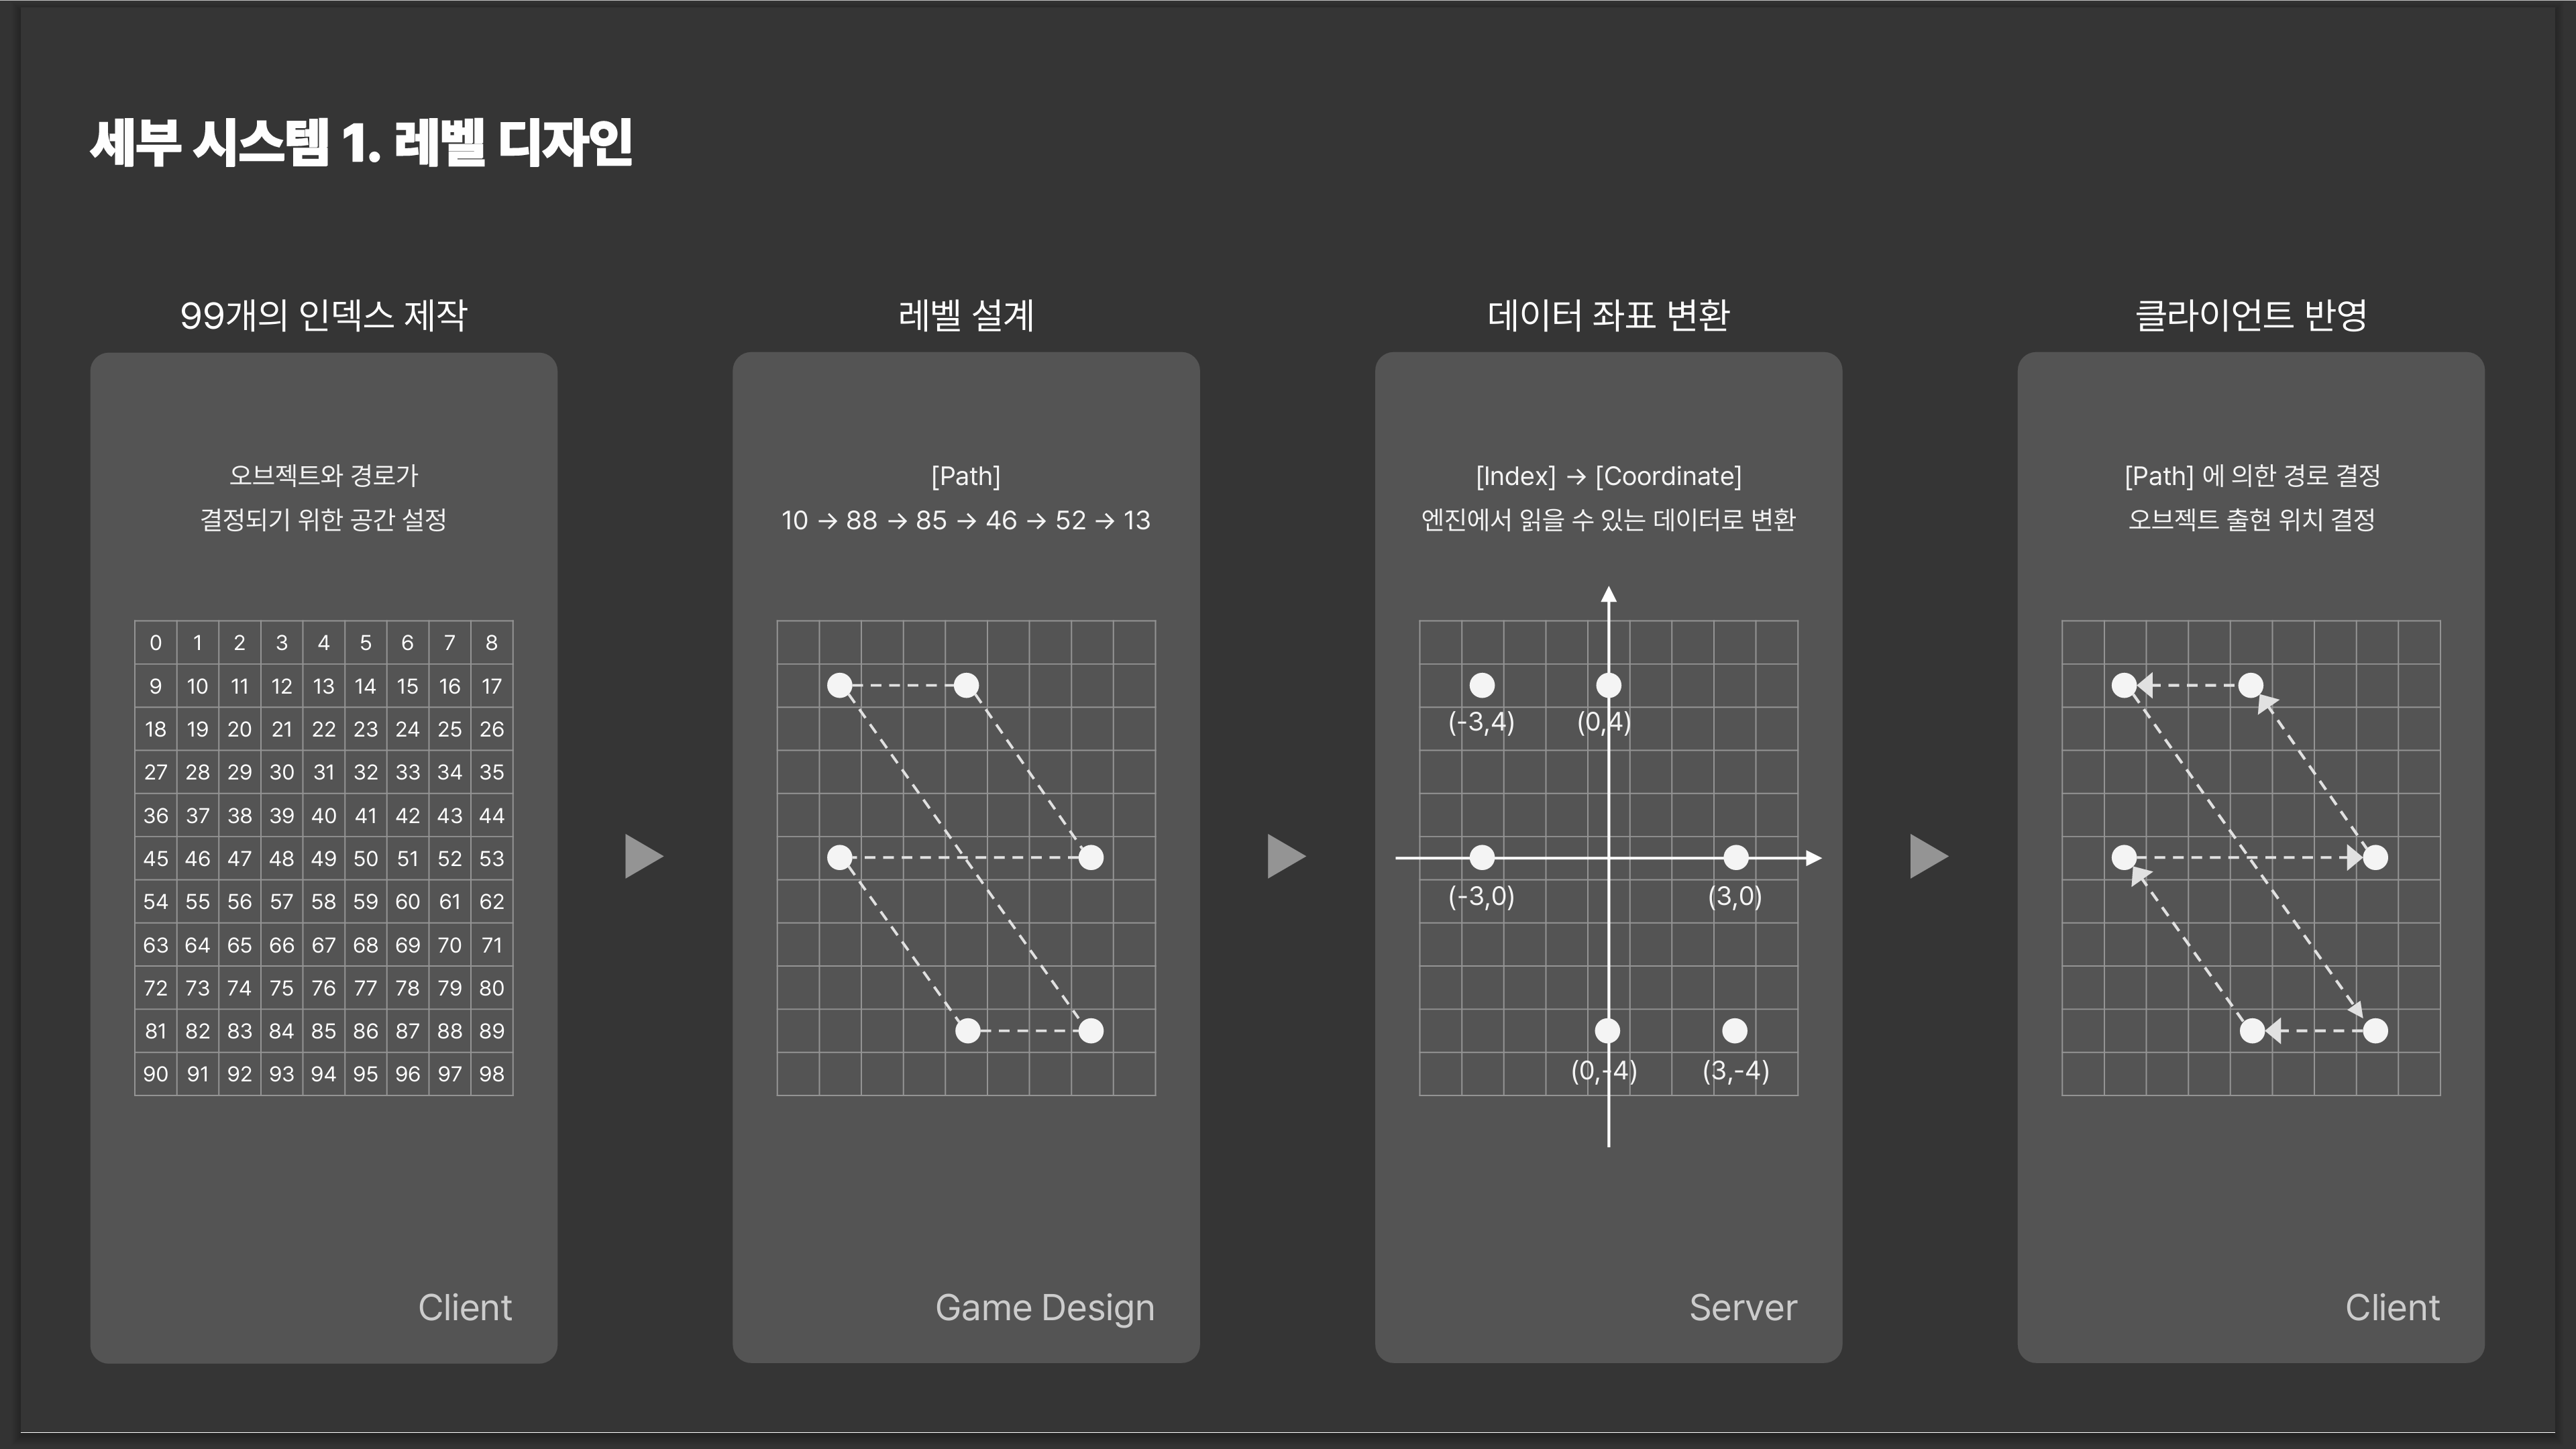 세부 시스템 1. 레벨 디자인
99개의 인덱스 제작
오브젝트와 경로가
결정되기 위한 공간 설정
0 1 2 3 4 5 6 7 8
9 10 11 12 13 14 15 16 17
18 19 20 21 22 23 24 25 26
27 28 29 30 31 32 33 34 35
36 37 38 39 40 41 42 43 44
45 46 47 48 49 50 51 52 53
54 55 56 57 58 59 60 61 62
63 64 65 66 67 68 69 70 71
72 73 74 75 76 77 78 79 80
81 82 83 84 85 86 87 88 89
90 91 92 93 94 95 96 97 98
Client
레벨 설계
[Path]
10 → 88 → 85 → 46 → 52 → 13
Game Design
데이터 좌표 변환
[Index] → [Coordinate]
엔진에서 읽을 수 있는 데이터로 변환
(-3,4) (0,4)
(-3,0) (3,0)
(0,-4) (3,-4)
Server
클라이언트 반영
[Path] 에 의한 경로 결정
오브젝트 출현 위치 결정
Client